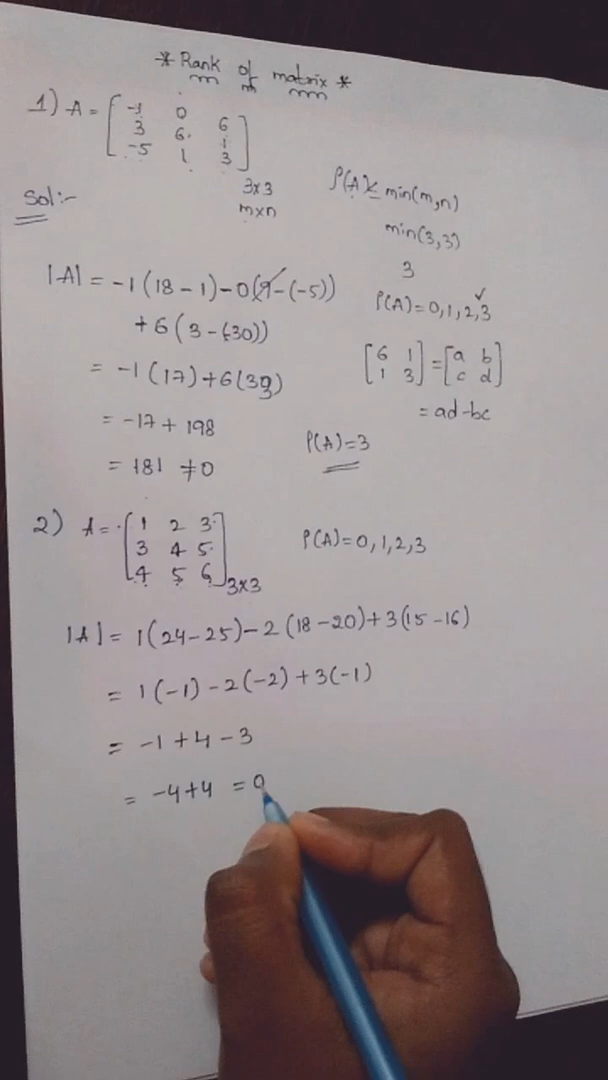 * Rank of matrix *
1) A = [ -1 0 6
3 6 1
-5 1 3 ]
3×3
m×n
Sol:-
ρ(A) ≤ min(m,n)
min(3,3)
3
ρ(A)=0,1,2,3 ✓
|A| = -1(18-1)-0(9-(-5))
+6(3-(-30))
= -1(17)+6(33)
= -17+198
= 181 ≠0
[ 6 1
1 3 ] = [ a b
c d ]
= ad-bc
ρ(A)=3
2) A = [ 1 2 3
3 4 5
4 5 6 ] 3×3
ρ(A)=0,1,2,3
|A| = 1(24-25)-2(18-20)+3(15-16)
= 1(-1)-2(-2)+3(-1)
= -1+4-3
= -4+4 = 0